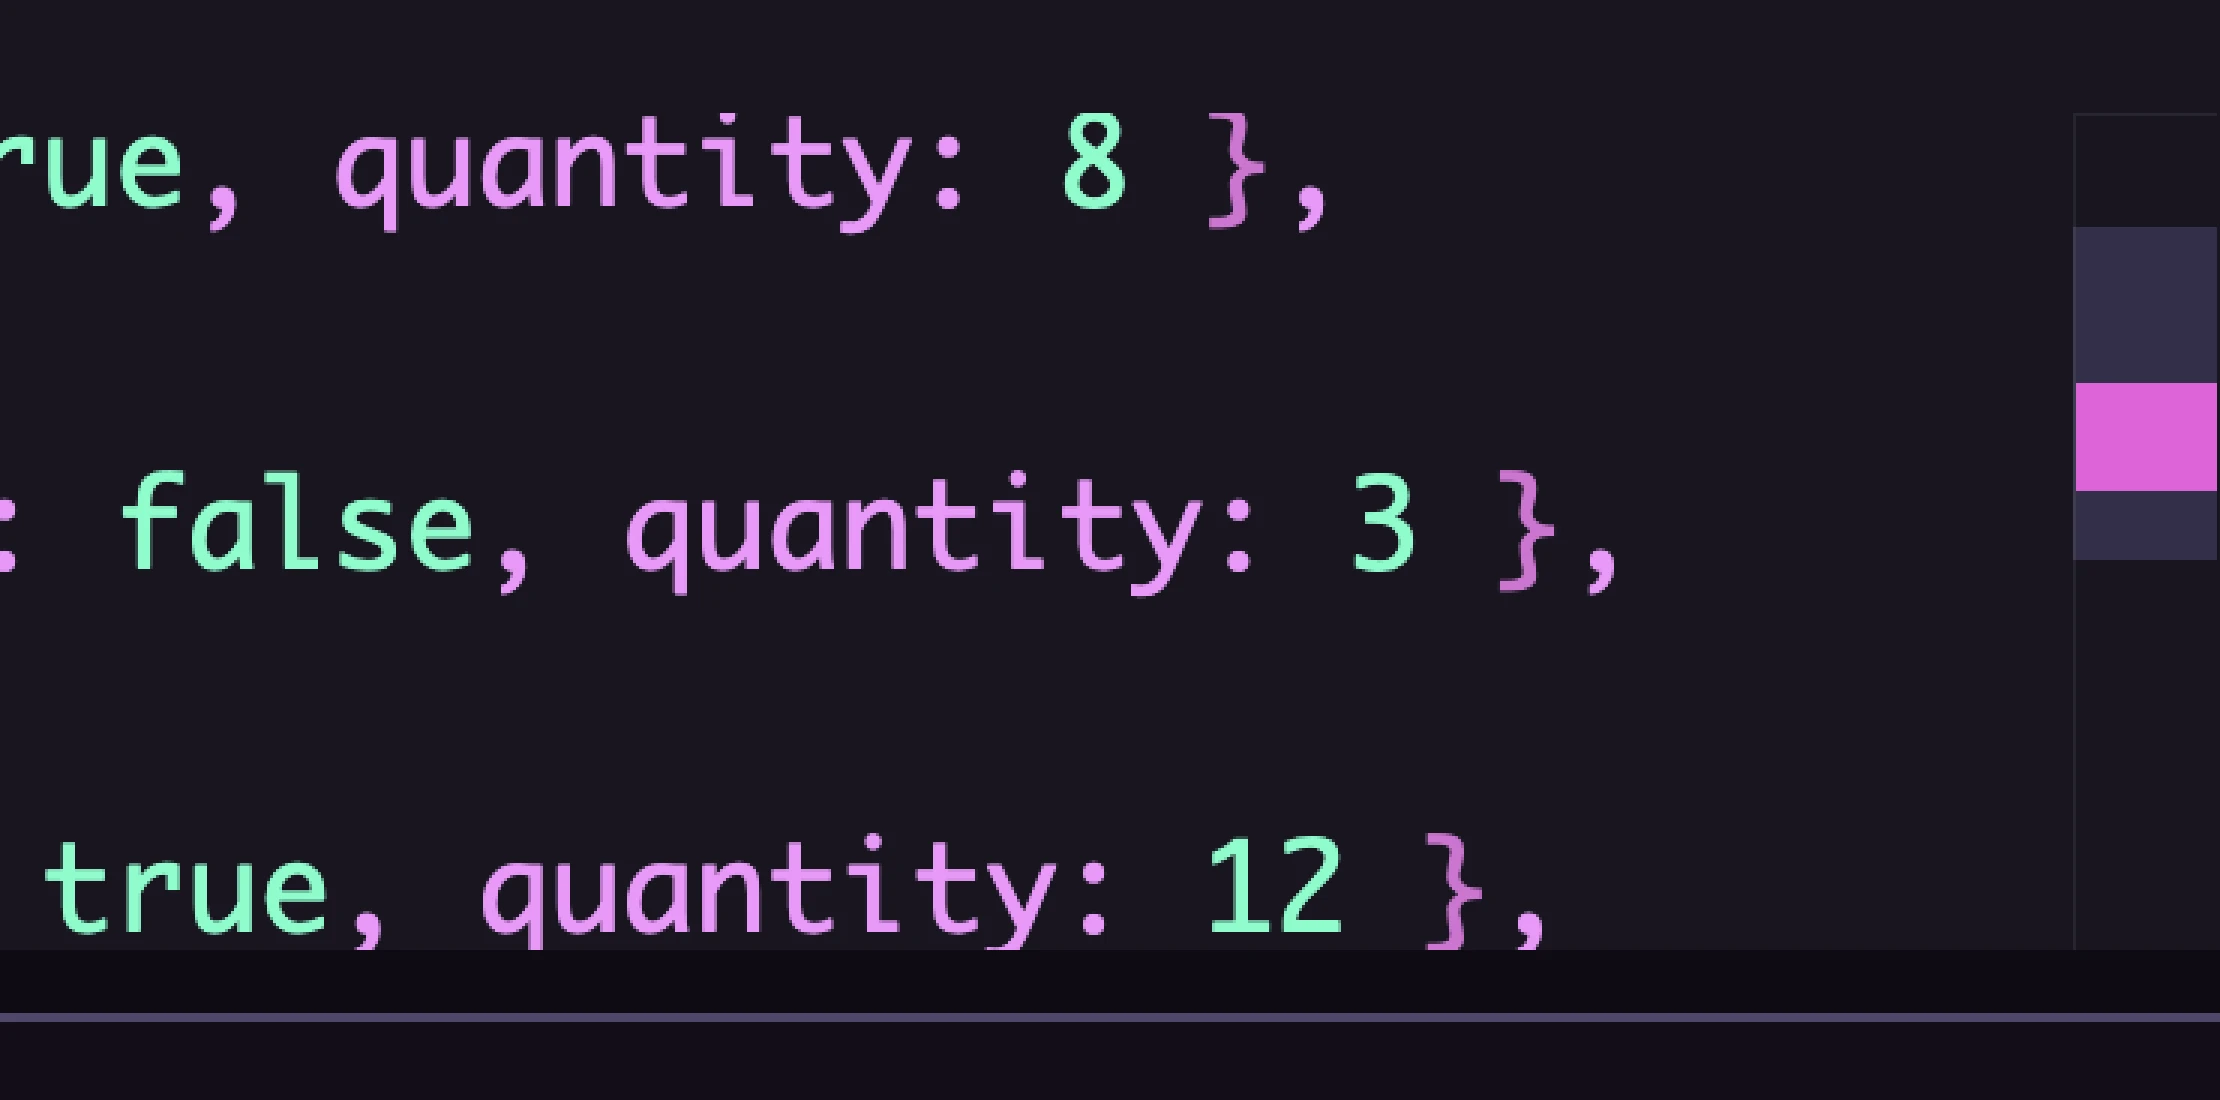 rue, quantity: 8 },
: false, quantity: 3 },
true, quantity: 12 },